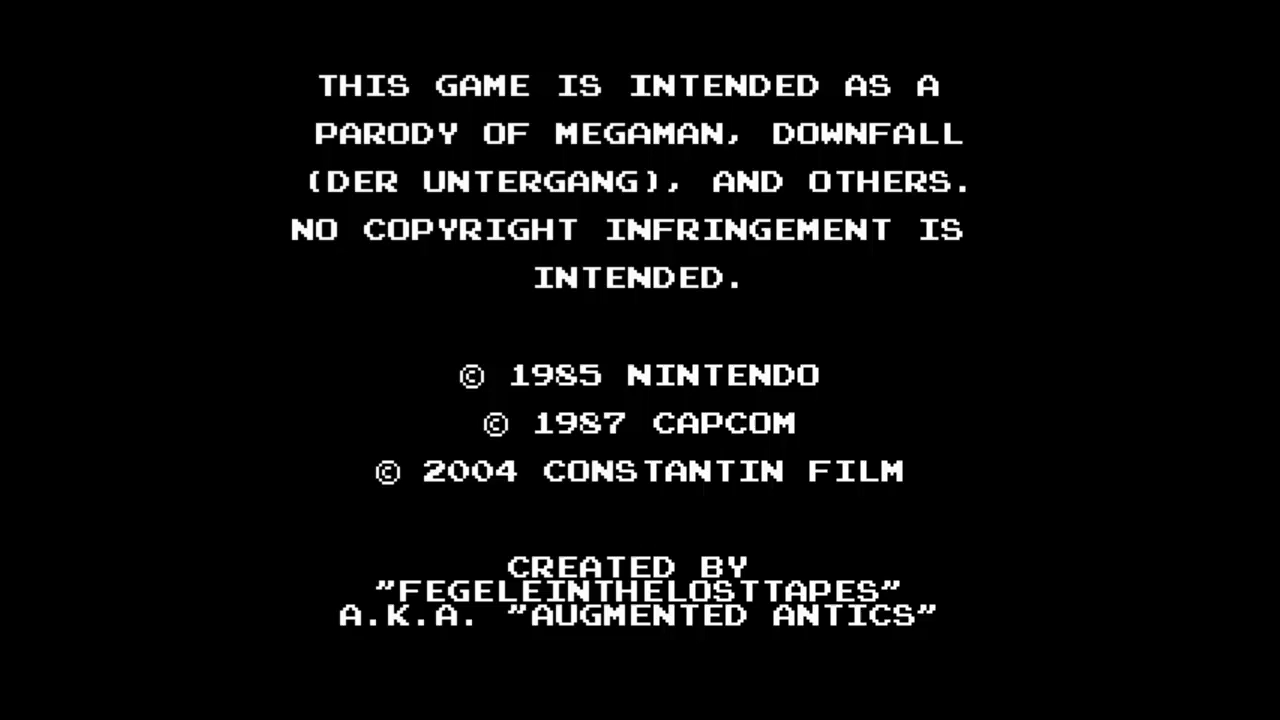 THIS GAME IS INTENDED AS A
PARODY OF MEGAMAN, DOWNFALL
(DER UNTERGANG), AND OTHERS.
NO COPYRIGHT INFRINGEMENT IS
INTENDED.
© 1985 NINTENDO
© 1987 CAPCOM
© 2004 CONSTANTIN FILM
CREATED BY
"FEGELEINTHELOSTTAPES"
A.K.A. "AUGMENTED ANTICS"